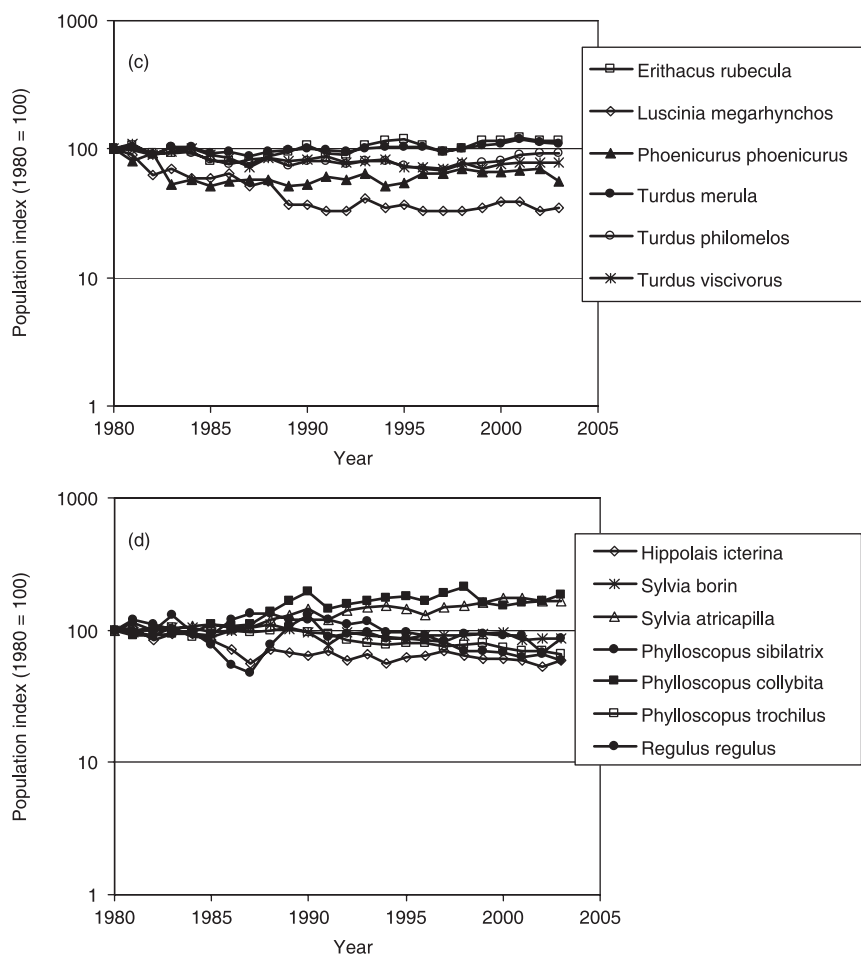 (c)
Population index (1980 = 100)
1000
100
10
1
1980 1985 1990 1995 2000 2005
Year
Erithacus rubecula
Luscinia megarhynchos
Phoenicurus phoenicurus
Turdus merula
Turdus philomelos
Turdus viscivorus
(d)
Population index (1980 = 100)
1000
100
10
1
1980 1985 1990 1995 2000 2005
Year
Hippolais icterina
Sylvia borin
Sylvia atricapilla
Phylloscopus sibilatrix
Phylloscopus collybita
Phylloscopus trochilus
Regulus regulus